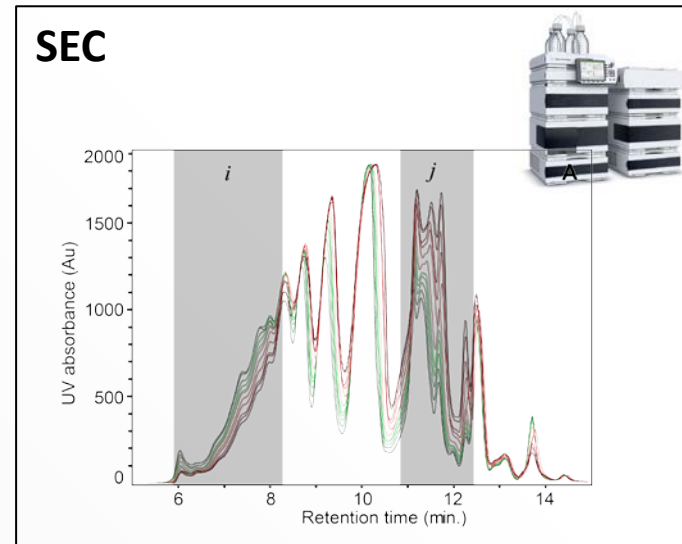 SEC
i
j
A
2000
1500
1000
500
0
UV absorbance (Au)
6 8 10 12 14
Retention time (min.)